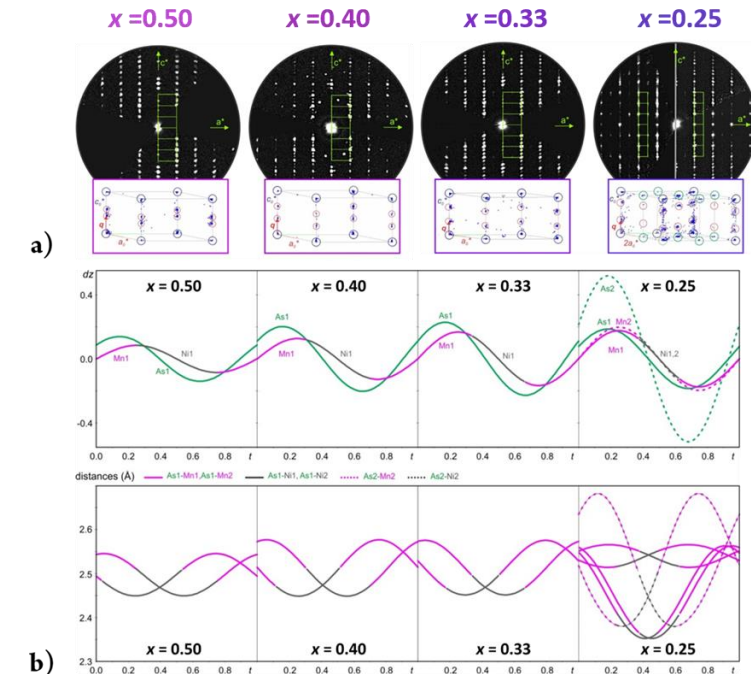 x =0.50 x =0.40 x =0.33 x =0.25
c* c* c* c*
a* a* a* a*
a)
dz
x = 0.50 x = 0.40 x = 0.33 x = 0.25
As2
0.4
As1 As1 As1 Mn2
0.0
Mn1 As1 Ni1 Mn1 Ni1 Mn1 Ni1 Mn1 Ni1,2
-0.4
0.0 0.2 0.4 0.6 0.8 t 0.2 0.4 0.6 0.8 t 0.2 0.4 0.6 0.8 t 0.2 0.4 0.6 0.8 t
distances (Å) As1-Mn1,As1-Mn2 As1-Ni1, As1-Ni2 As2-Mn2 As2-Ni2
2.6
2.5
2.4
x = 0.50 x = 0.40 x = 0.33 x = 0.25
2.3
b)
0.0 0.2 0.4 0.6 0.8 t 0.2 0.4 0.6 0.8 t 0.2 0.4 0.6 0.8 t 0.2 0.4 0.6 0.8 t